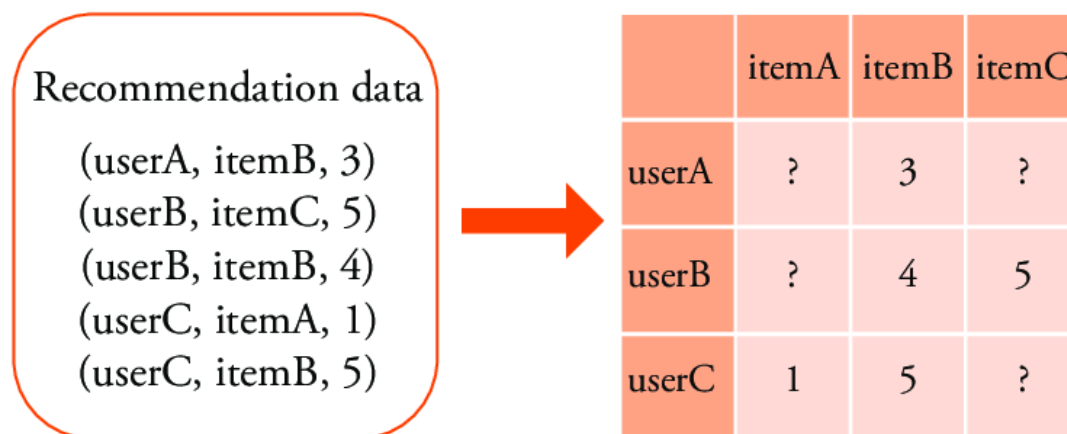 Recommendation data
(userA, itemB, 3)
(userB, itemC, 5)
(userB, itemB, 4)
(userC, itemA, 1)
(userC, itemB, 5)
itemA itemB itemC
userA ? 3 ?
userB ? 4 5
userC 1 5 ?